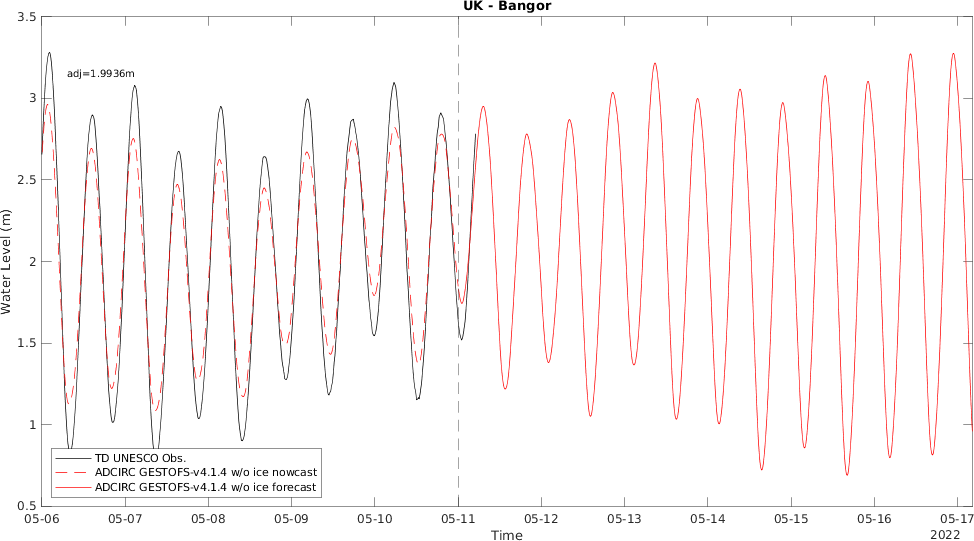 UK - Bangor
3.5
3
2.5
2
1.5
1
0.5
Water Level (m)
adj=1.9936m
TD UNESCO Obs.
ADCIRC GESTOFS-v4.1.4 w/o ice nowcast
ADCIRC GESTOFS-v4.1.4 w/o ice forecast
05-06 05-07 05-08 05-09 05-10 05-11 05-12 05-13 05-14 05-15 05-16 05-17
Time
2022